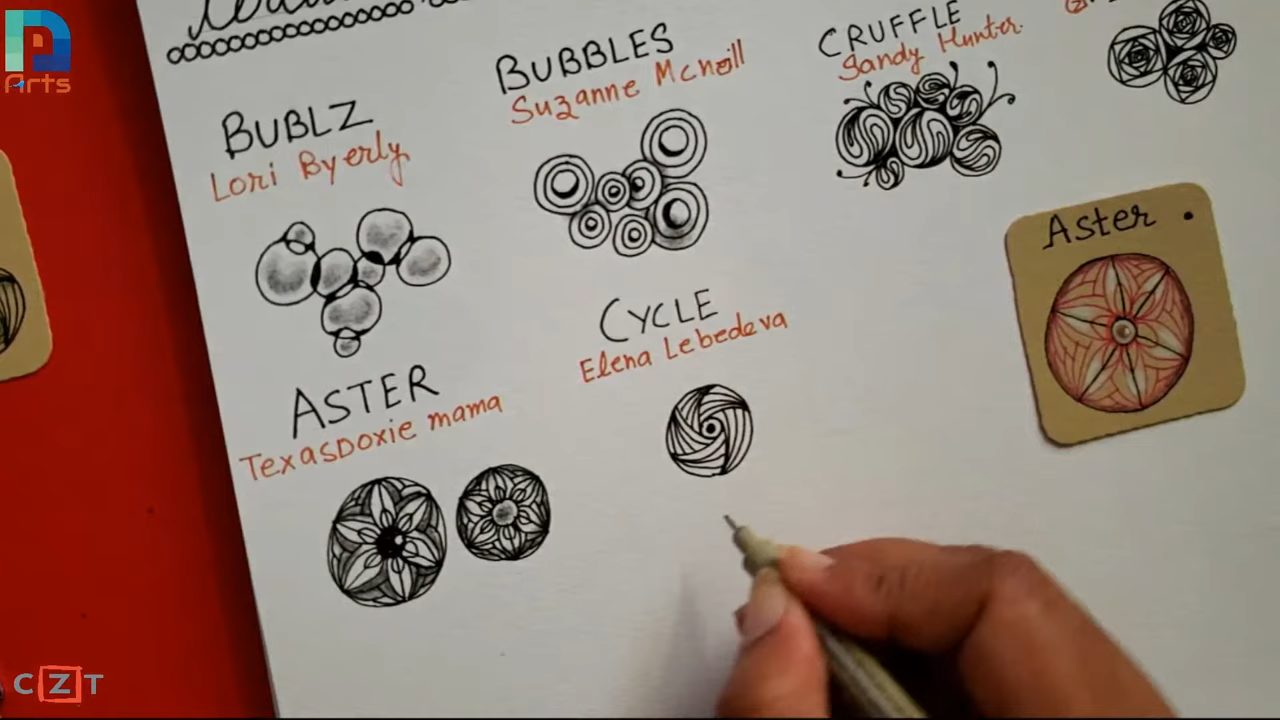 Arts
BUBLZ
Lori Byerly
BUBBLES
Suzanne Mcneill
CRUFFLE
Sandy Hunter
Aster
CYCLE
Elena Lebedeva
ASTER
Texasdoxie mama
CZT